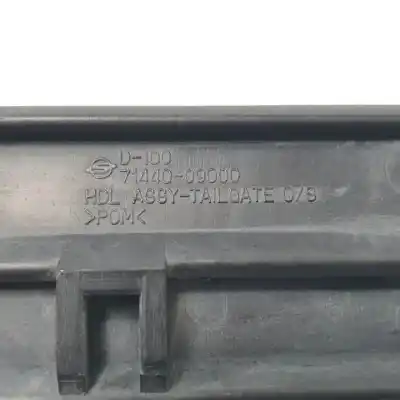 D-100
71440-09000
HDL ASSY-TAILGATE O/S
>POM<